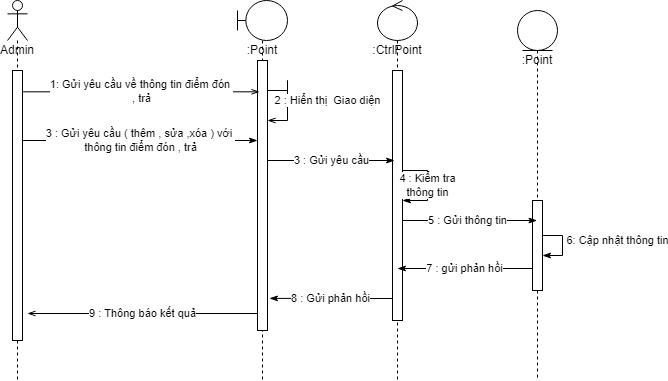 Admin
:Point
:CtrlPoint
:Point
1: Gửi yêu cầu về thông tin điểm đón
, trả
2 : Hiển thị Giao diện
3 : Gửi yêu cầu ( thêm , sửa ,xóa ) với
thông tin điểm đón , trả
3 : Gửi yêu cầu
4 : Kiểm tra
thông tin
5 : Gửi thông tin
6: Cập nhật thông tin
7 : gửi phản hồi
8 : Gửi phản hồi
9 : Thông báo kết quả